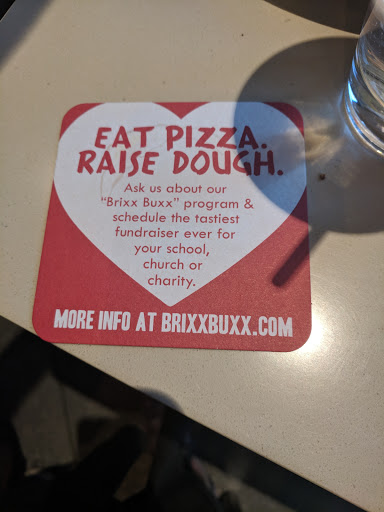 EAT PIZZA.
RAISE DOUGH.
Ask us about our
"Brixx Buxx" program &
schedule the tastiest
fundraiser ever for
your school,
church or
charity.
MORE INFO AT BRIXXBUXX.COM